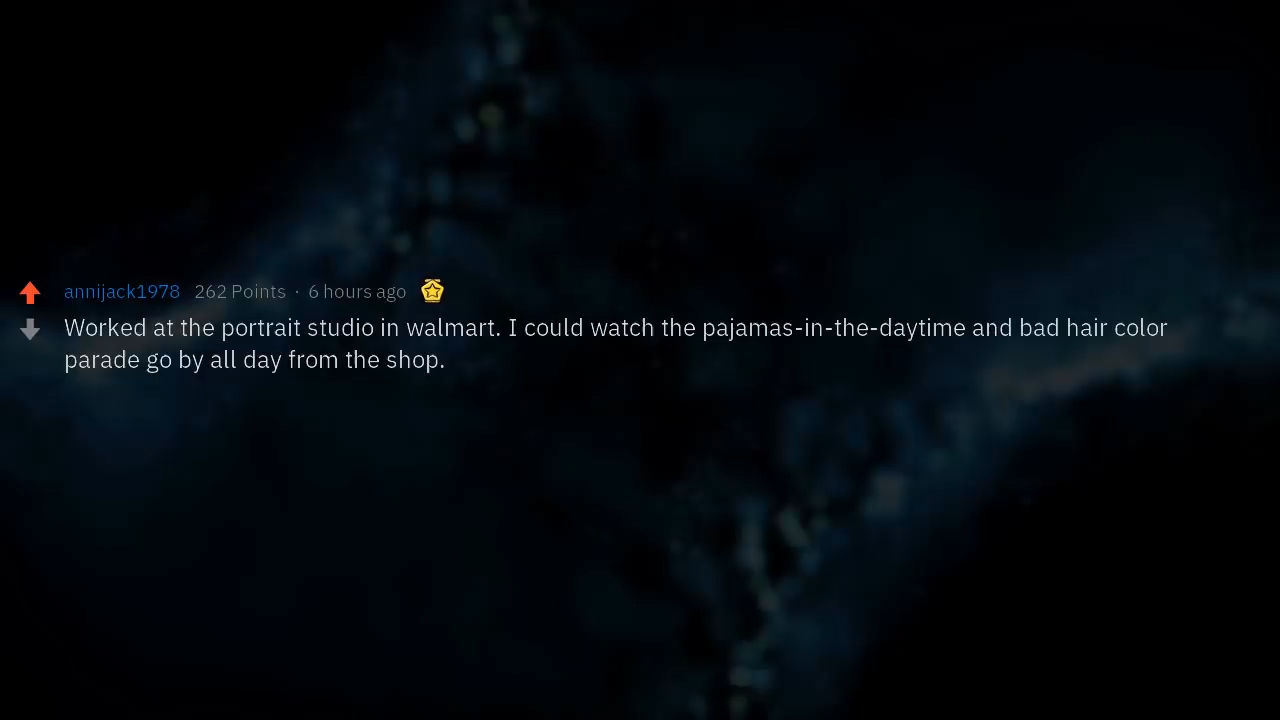 annijack1978 262 Points · 6 hours ago
Worked at the portrait studio in walmart. I could watch the pajamas-in-the-daytime and bad hair color
parade go by all day from the shop.